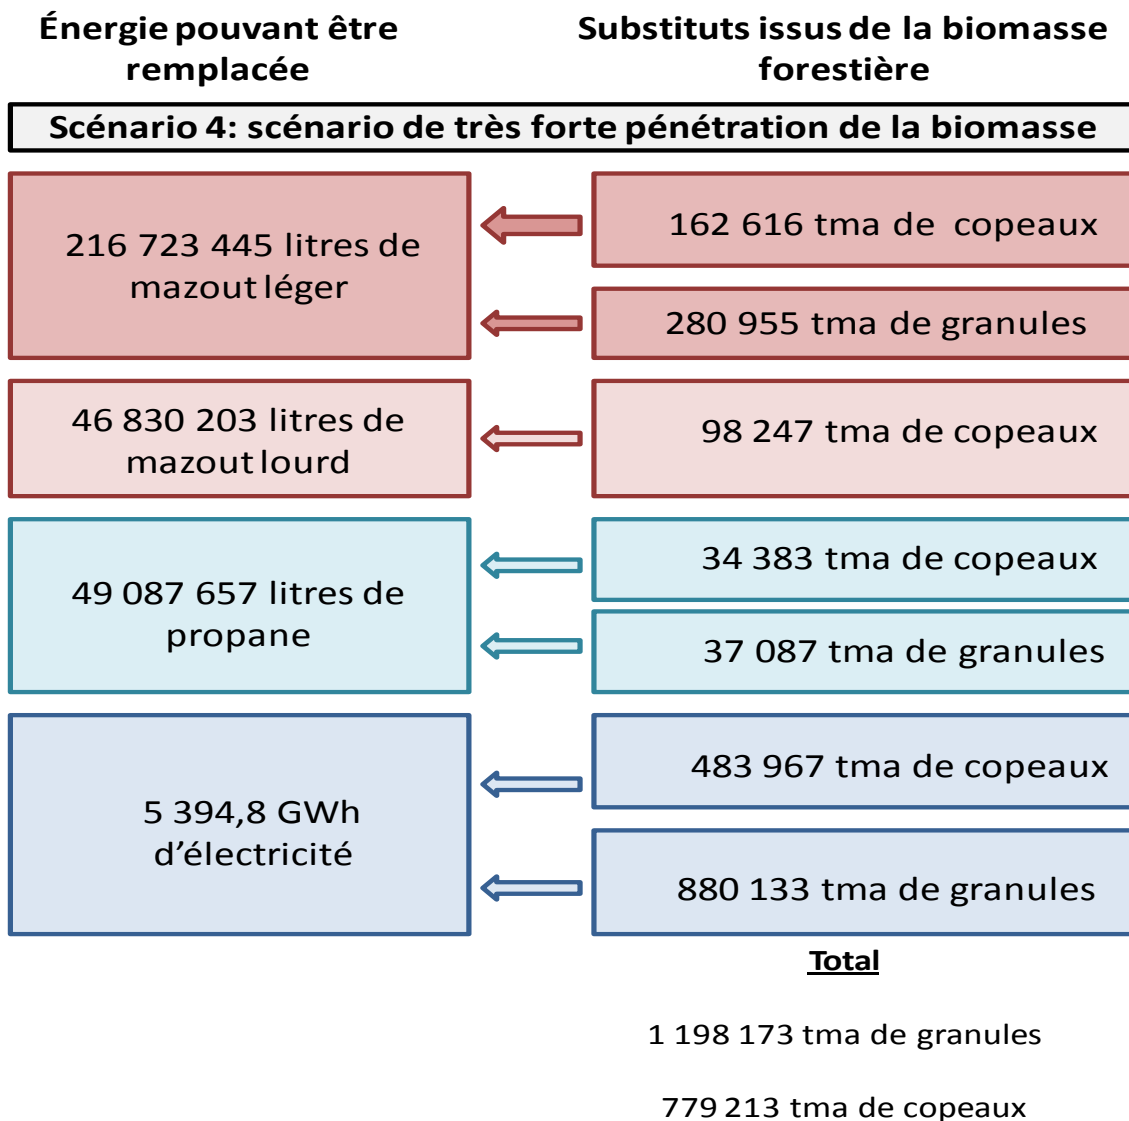 Énergie pouvant être
remplacée
Substituts issus de la biomasse
forestière
Scénario 4: scénario de très forte pénétration de la biomasse
216 723 445 litres de
mazout léger
162 616 tma de copeaux
280 955 tma de granules
46 830 203 litres de
mazout lourd
98 247 tma de copeaux
49 087 657 litres de
propane
34 383 tma de copeaux
37 087 tma de granules
5 394,8 GWh
d’électricité
483 967 tma de copeaux
880 133 tma de granules
Total
1 198 173 tma de granules
779 213 tma de copeaux